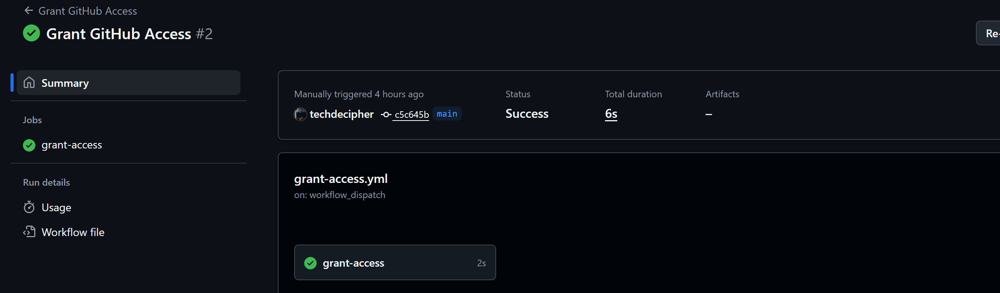 Grant GitHub Access
Grant GitHub Access #2
Re-
Summary
Jobs
grant-access
Run details
Usage
Workflow file
Manually triggered 4 hours ago
techdecipher c5c645b main
Status
Success
Total duration
6s
Artifacts
–
grant-access.yml
on: workflow_dispatch
grant-access 2s